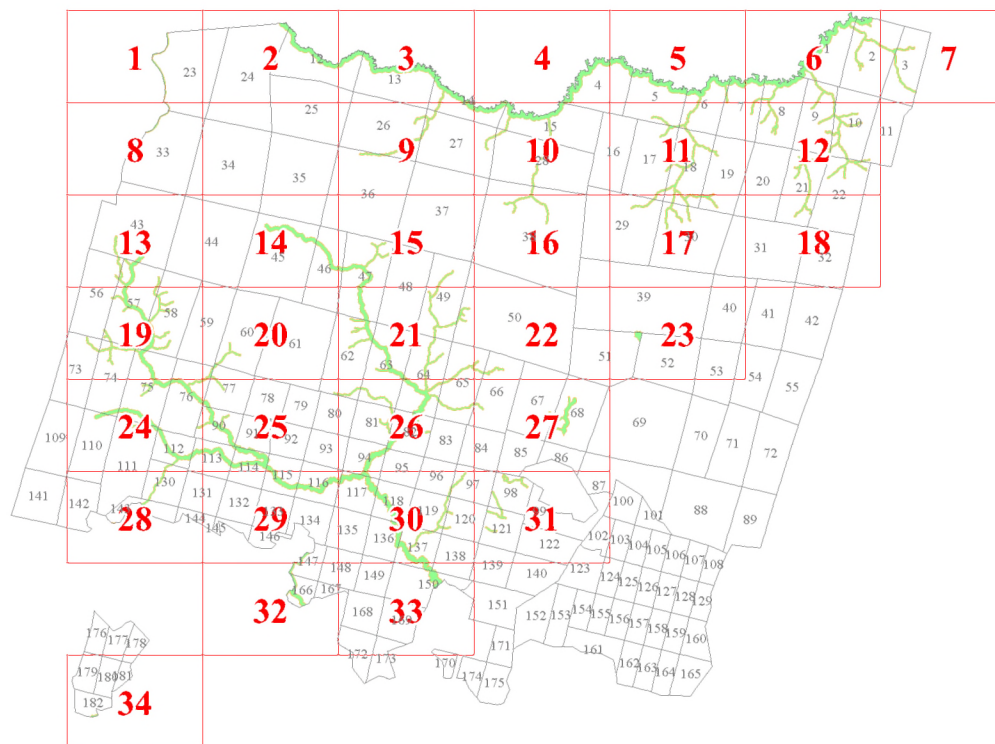 1 2 3 4 5 6 7
23 24 12 13 14 4 5 6 7 8 1 2 3
25 26 27 15 16 17 18 19 20 9 10 11
8 9 10 11 12
33 34 35 36 37 28 21 22
43 44 45 46 47 48 38 29 30 31 32
13 14 15 16 17 18
56 57 58 59 60 61 62 63 64 49 50 39 40 41 42
19 20 21 22 23
73 74 75 76 77 78 79 80 81 82 65 66 67 68 51 52 53 54 55
24 25 26 27
109 110 111 112 90 91 92 93 94 95 83 84 85 86 69 70 71 72
141 142 143 130 113 114 115 116 117 96 97 98 87 88 89
28 29 30 31
131 132 133 134 135 118 119 120 121 99 100 101
144 145 146 136 137 138 122 102 103 104 105 106 107 108
147 148 149 150 139 140 123 124 125 126 127 128 129
166 167 168 169 151 152 153 154 155 156 157 158 159 160
32 33
176 177 178 172 173 170 171 161
179 180 181 174 175 162 163 164 165
182
34